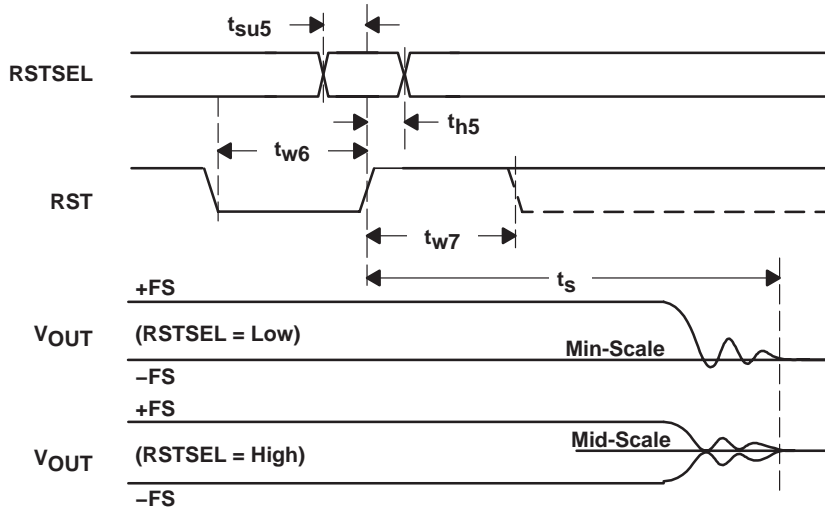 tsu5
RSTSEL
th5
tw6
RST
tw7
ts
+FS
VOUT (RSTSEL = Low) Min-Scale
–FS
+FS
VOUT (RSTSEL = High) Mid-Scale
–FS